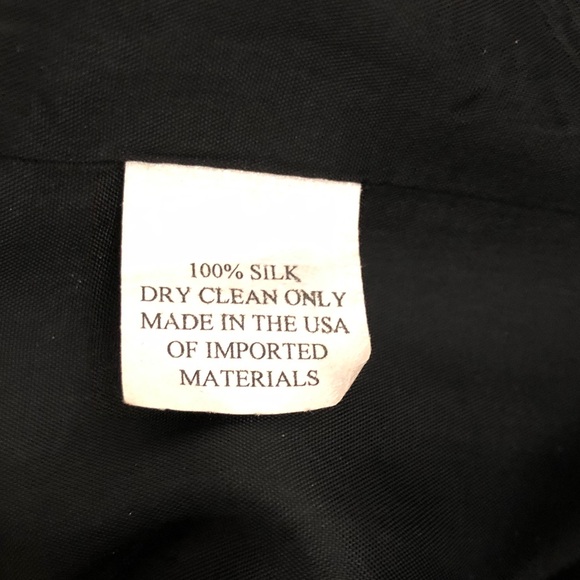 100% SILK
DRY CLEAN ONLY
MADE IN THE USA
OF IMPORTED
MATERIALS